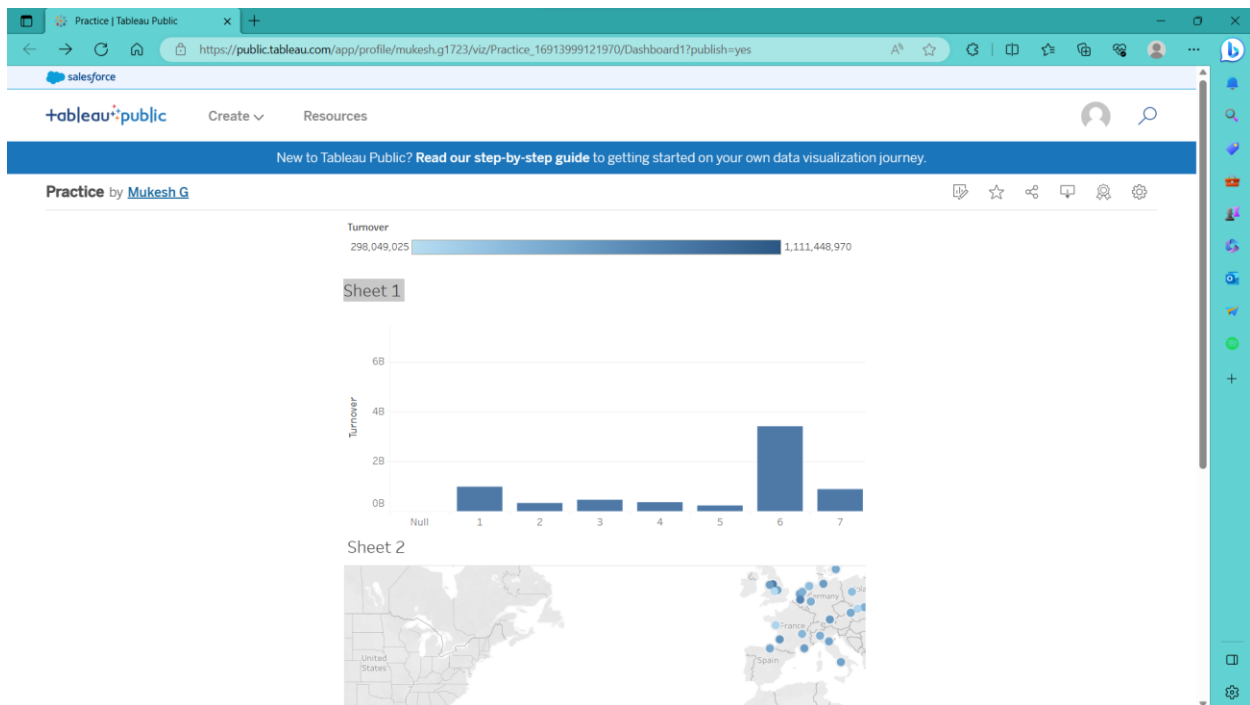 Practice | Tableau Public
https://public.tableau.com/app/profile/mukesh.g1723/viz/Practice_16913999121970/Dashboard1?publish=yes
salesforce
+ableau public Create Resources
New to Tableau Public? Read our step-by-step guide to getting started on your own data visualization journey.
Practice by Mukesh G
Turnover
298,049,025 1,111,448,970
Sheet 1
6B
4B
2B
0B
Turnover
Null 1 2 3 4 5 6 7
Sheet 2
Germany
France
Spain
United
States